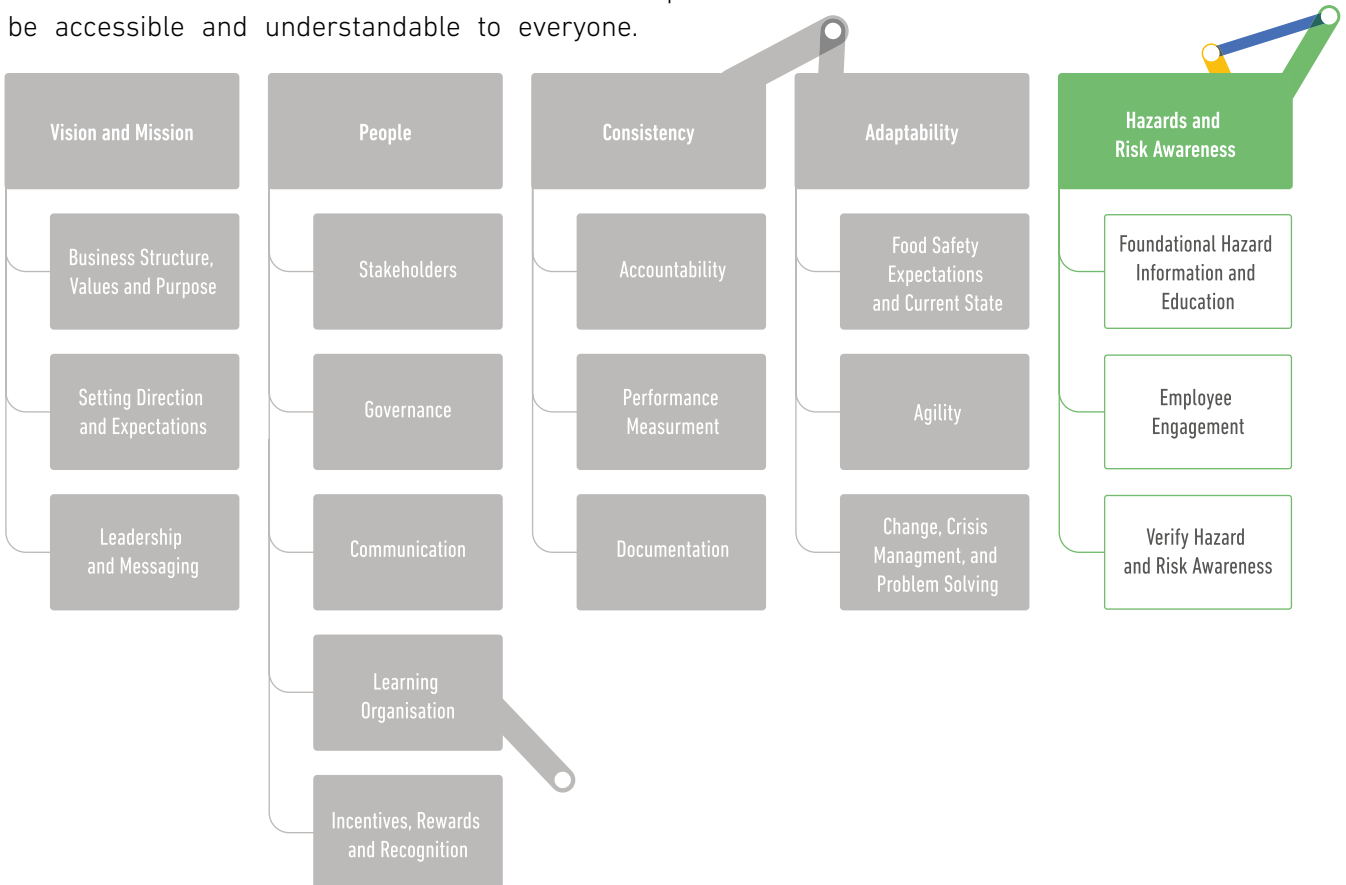 be accessible and understandable to everyone.
Vision and Mission
Business Structure,
Values and Purpose
Setting Direction
and Expectations
Leadership
and Messaging
People
Stakeholders
Governance
Communication
Learning
Organisation
Incentives, Rewards
and Recognition
Consistency
Accountability
Performance
Measurment
Documentation
Adaptability
Food Safety
Expectations
and Current State
Agility
Change, Crisis
Managment, and
Problem Solving
Hazards and
Risk Awareness
Foundational Hazard
Information and
Education
Employee
Engagement
Verify Hazard
and Risk Awareness